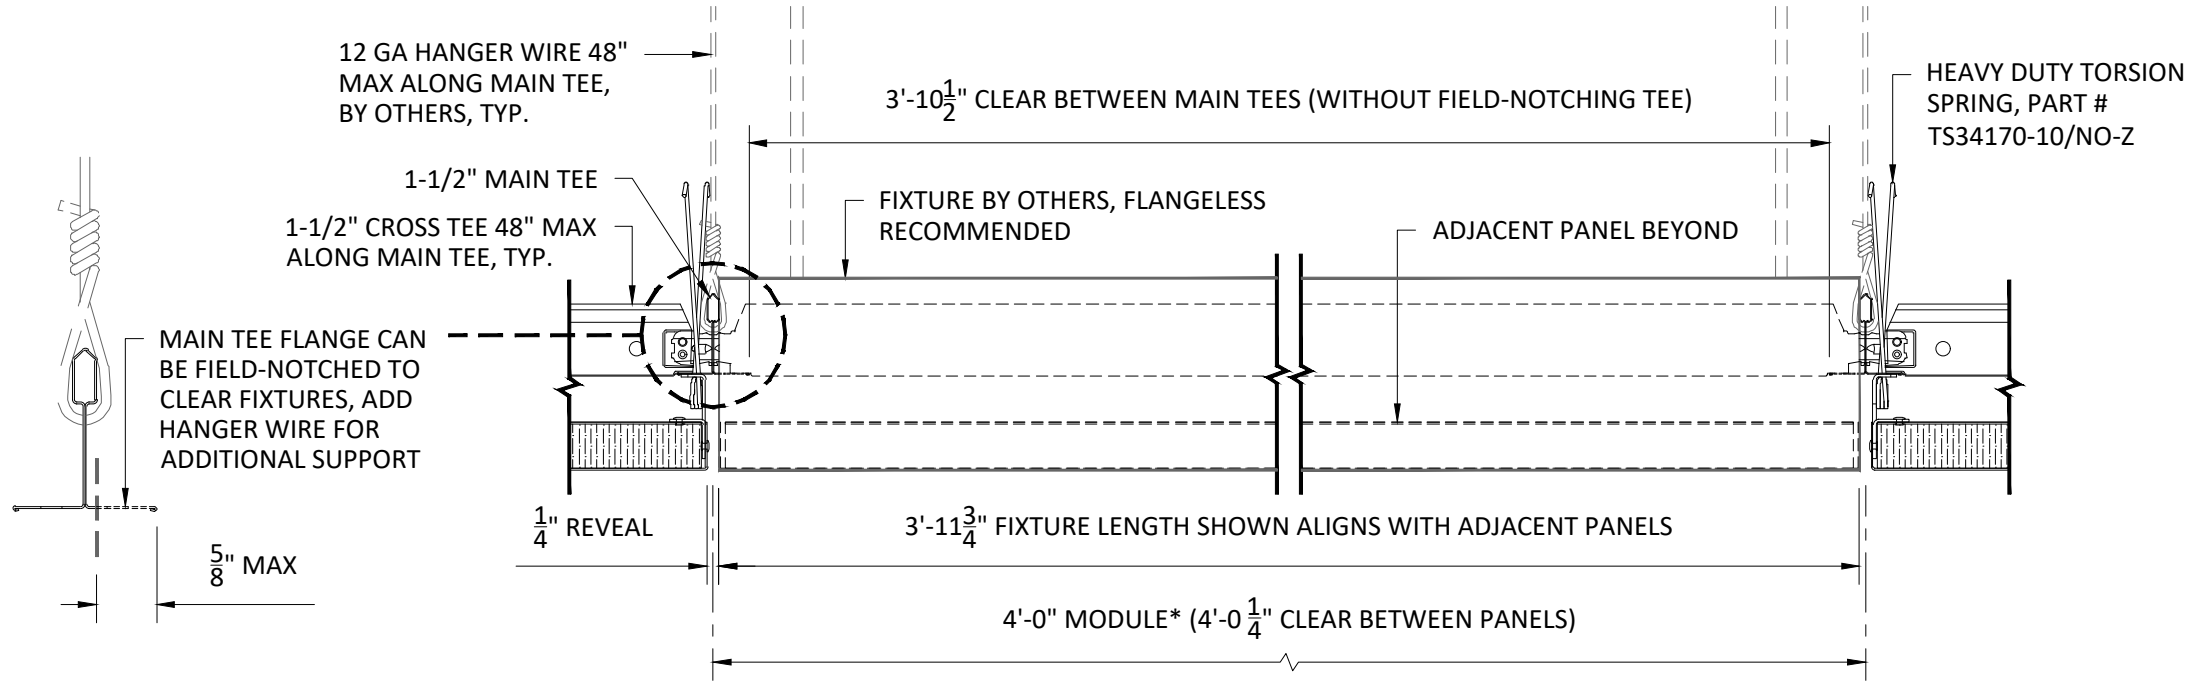 12 GA HANGER WIRE 48"
MAX ALONG MAIN TEE,
BY OTHERS, TYP.
3'-10 1/2" CLEAR BETWEEN MAIN TEES (WITHOUT FIELD-NOTCHING TEE)
HEAVY DUTY TORSION
SPRING, PART #
TS34170-10/NO-Z
1-1/2" MAIN TEE
1-1/2" CROSS TEE 48" MAX
ALONG MAIN TEE, TYP.
FIXTURE BY OTHERS, FLANGELESS
RECOMMENDED
ADJACENT PANEL BEYOND
MAIN TEE FLANGE CAN
BE FIELD-NOTCHED TO
CLEAR FIXTURES, ADD
HANGER WIRE FOR
ADDITIONAL SUPPORT
1/4" REVEAL
3'-11 3/4" FIXTURE LENGTH SHOWN ALIGNS WITH ADJACENT PANELS
5/8" MAX
4'-0" MODULE* (4'-0 1/4" CLEAR BETWEEN PANELS)